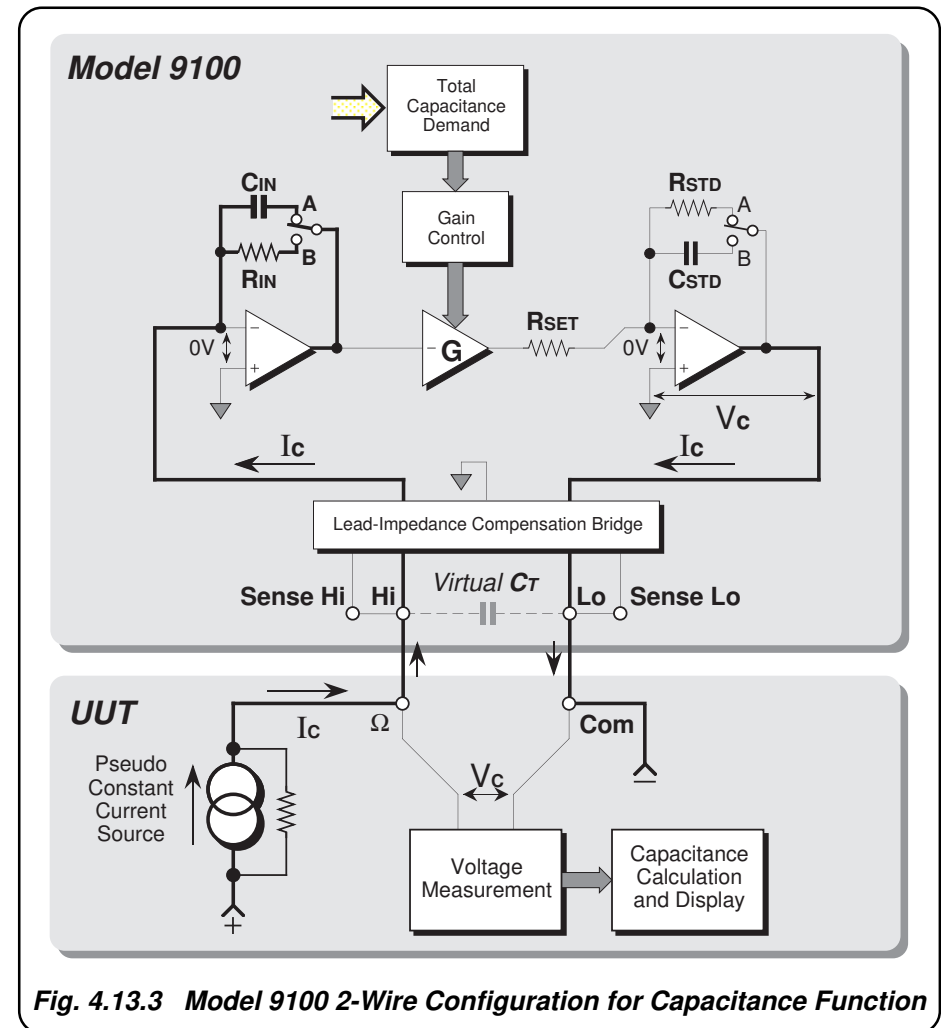 Model 9100
Total
Capacitance
Demand
CIN
A
B
RIN
Gain
Control
RSTD
A
B
CSTD
0V
−
+
−
G
RSET
0V
−
+
Vc
Ic
Ic
Lead-Impedance Compensation Bridge
Sense Hi
Hi
Virtual CT
Lo
Sense Lo
UUT
Ic
Ω
Com
Pseudo
Constant
Current
Source
Vc
−
Voltage
Measurement
Capacitance
Calculation
and Display
+
Fig. 4.13.3 Model 9100 2-Wire Configuration for Capacitance Function